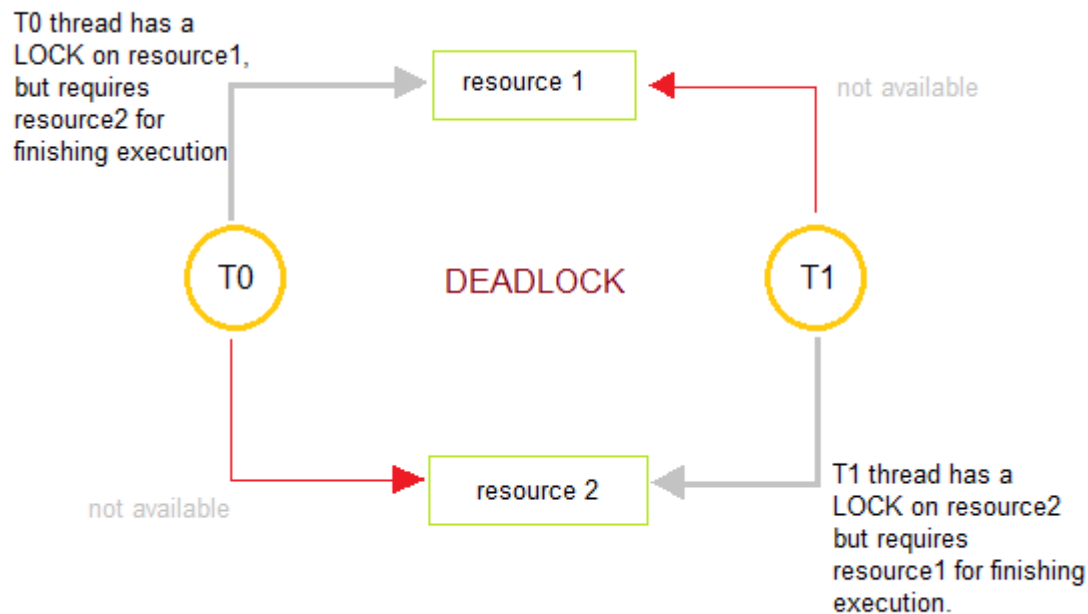 T0 thread has a
LOCK on resource1,
but requires
resource2 for
finishing execution
resource 1
not available
T0
DEADLOCK
T1
not available
resource 2
T1 thread has a
LOCK on resource2
but requires
resource1 for finishing
execution.